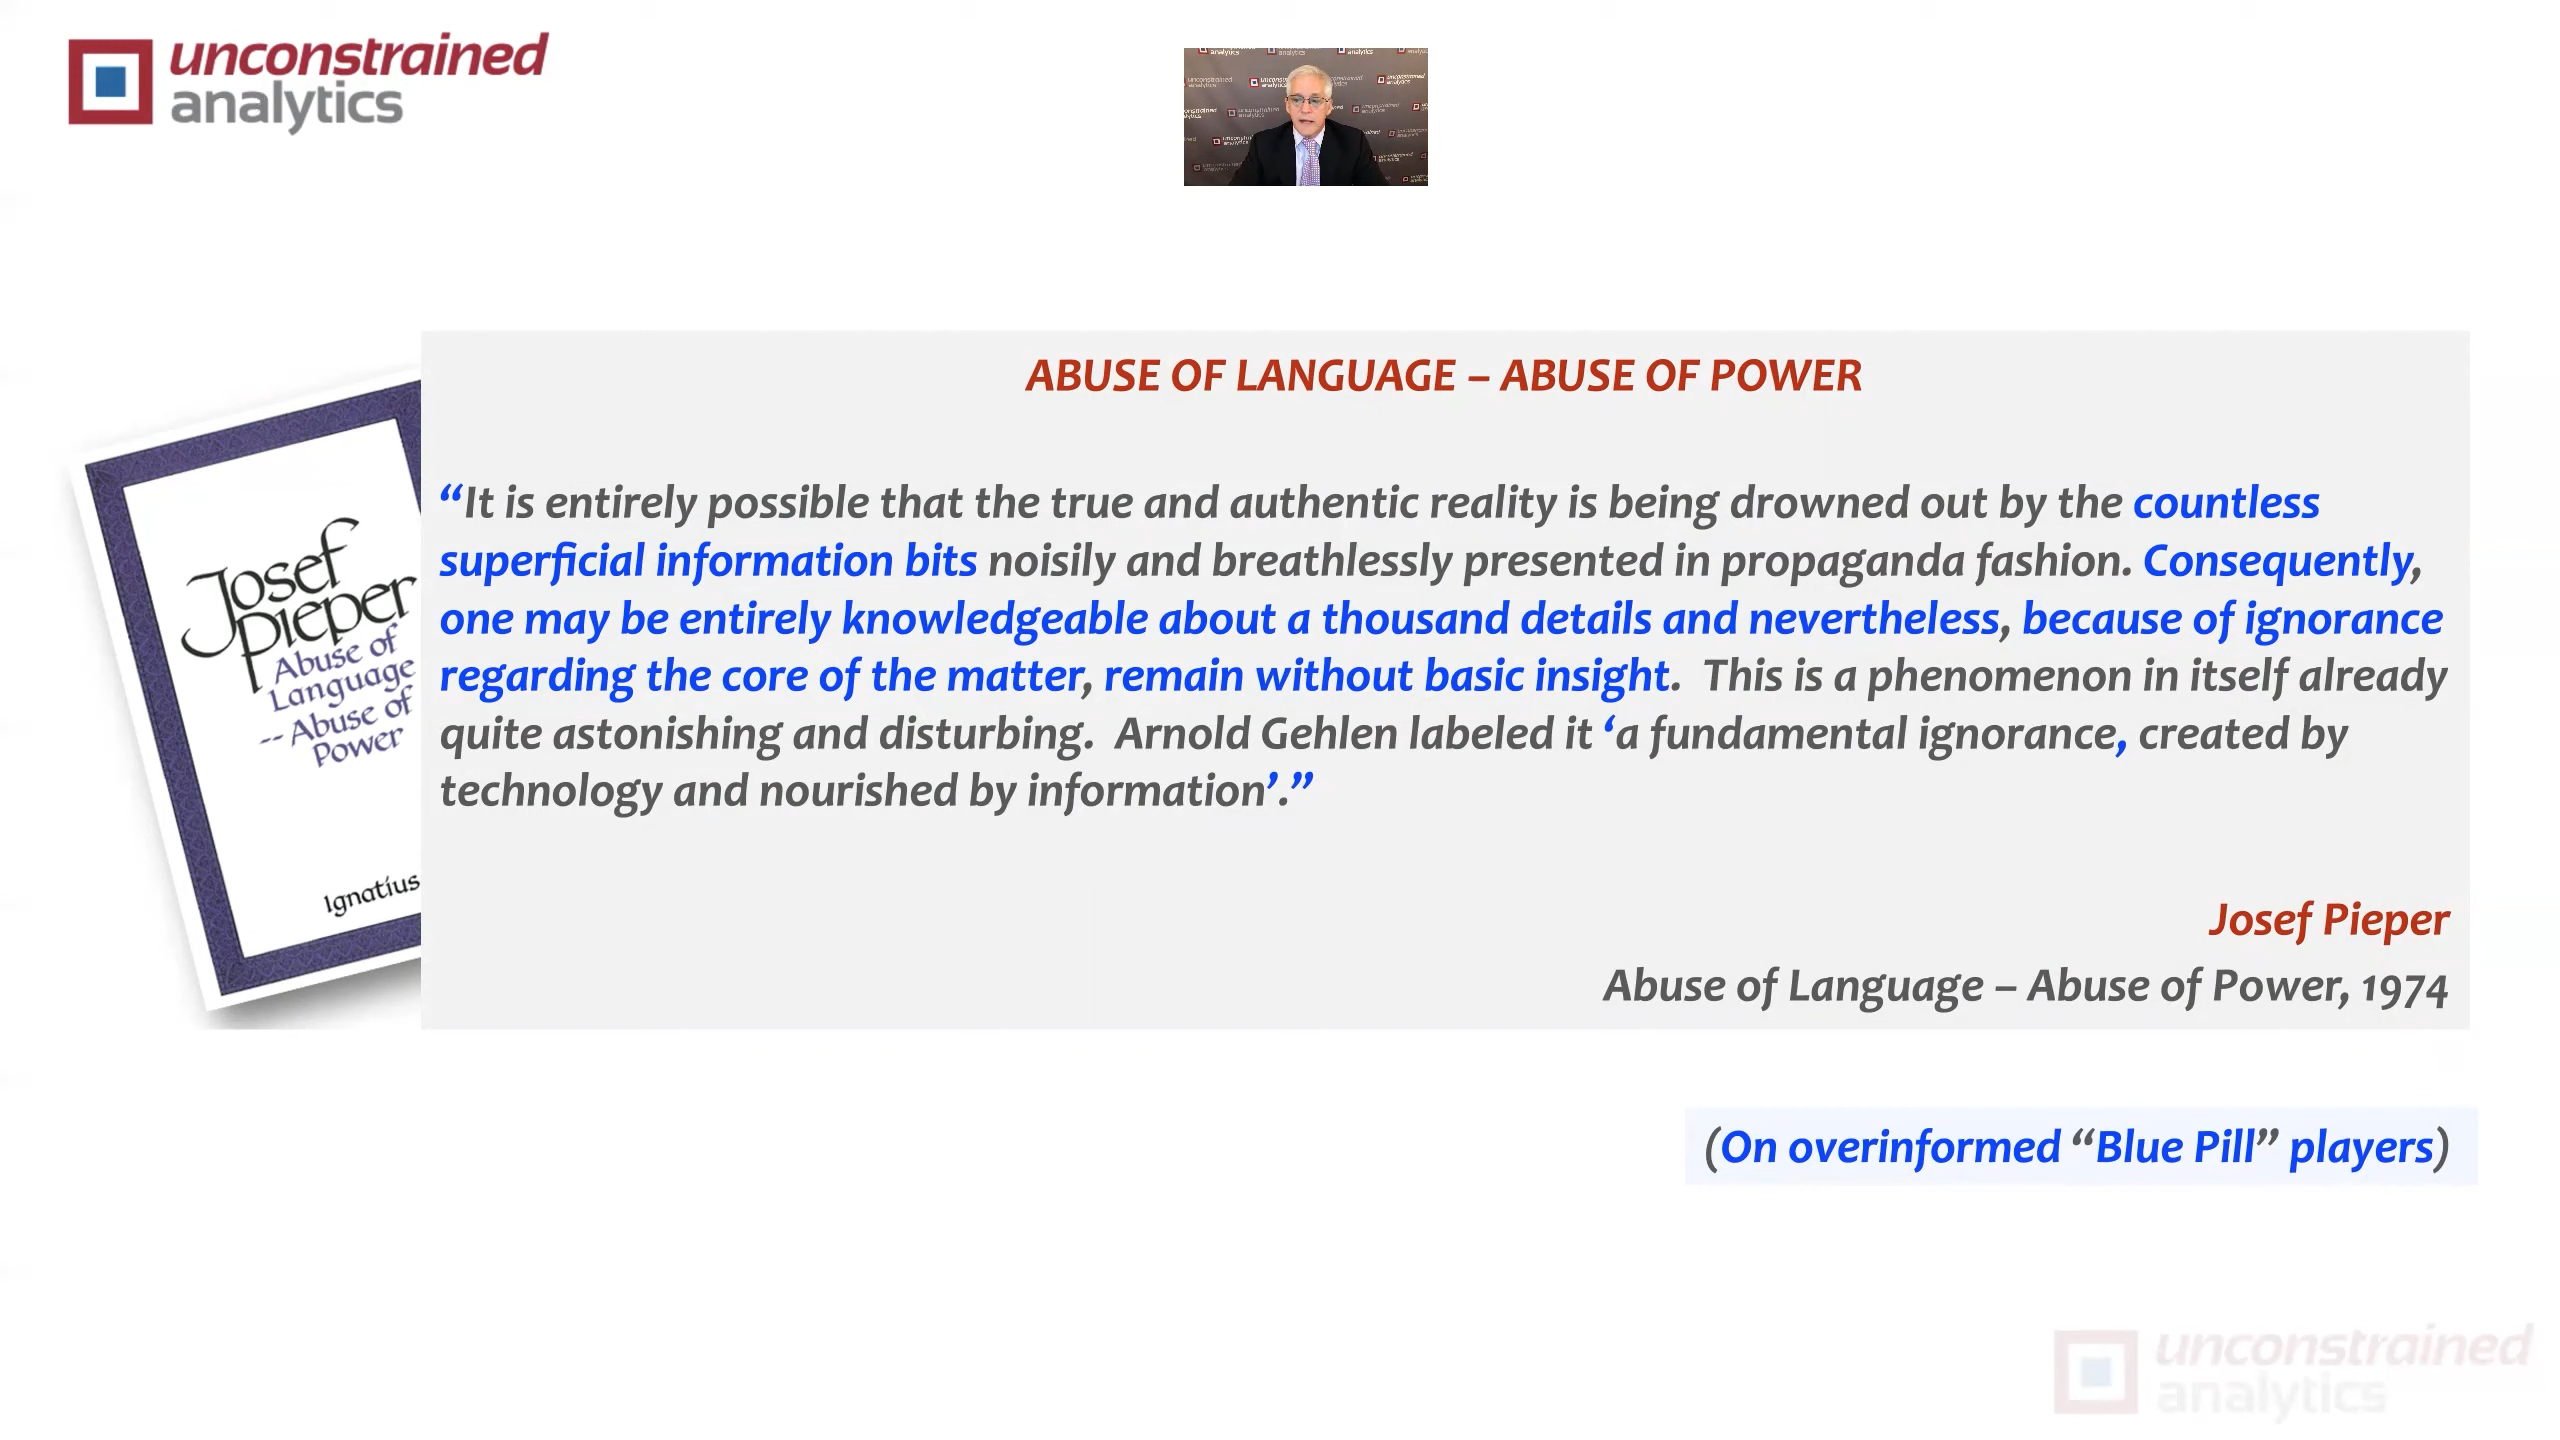 unconstrained
analytics
ABUSE OF LANGUAGE – ABUSE OF POWER
“It is entirely possible that the true and authentic reality is being drowned out by the countless
superficial information bits noisily and breathlessly presented in propaganda fashion. Consequently,
one may be entirely knowledgeable about a thousand details and nevertheless, because of ignorance
regarding the core of the matter, remain without basic insight.  This is a phenomenon in itself already
quite astonishing and disturbing.  Arnold Gehlen labeled it ‘a fundamental ignorance, created by
technology and nourished by information’.”
Josef Pieper
Abuse of Language – Abuse of Power, 1974
Josef
Pieper
Abuse of
Language
-- Abuse of
Power
Ignatius
(On overinformed “Blue Pill” players)
unconstrained
analytics